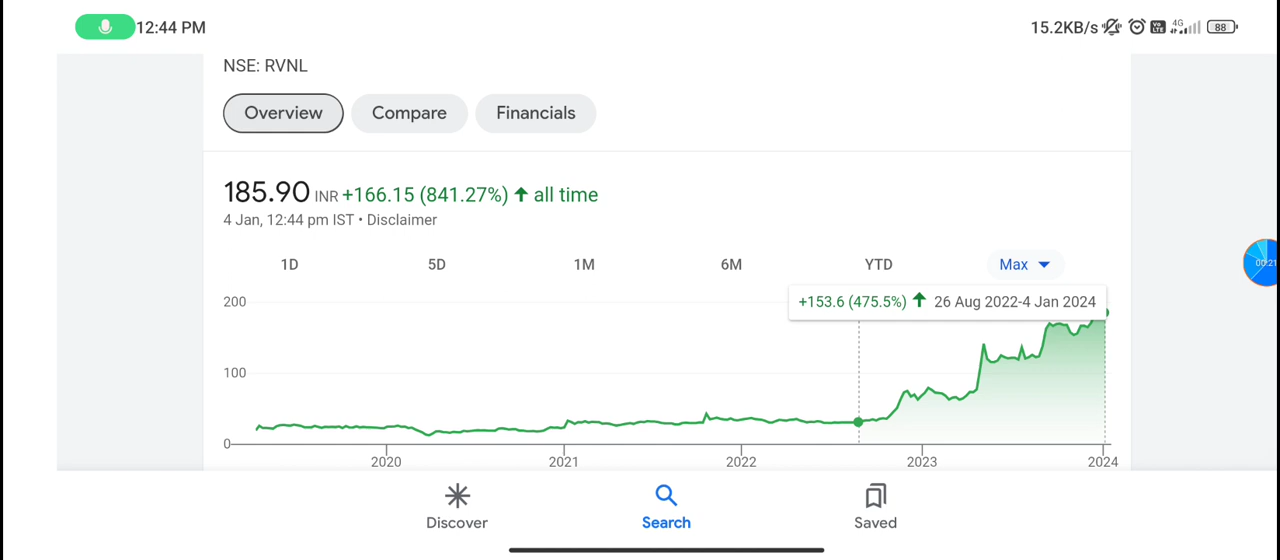 12:44 PM
15.2KB/s 4G 88
NSE: RVNL
Overview Compare Financials
185.90 INR +166.15 (841.27%) ↑ all time
4 Jan, 12:44 pm IST • Disclaimer
1D 5D 1M 6M YTD Max
+153.6 (475.5%) ↑ 26 Aug 2022-4 Jan 2024
200
100
0
2020 2021 2022 2023 2024
Discover Search Saved